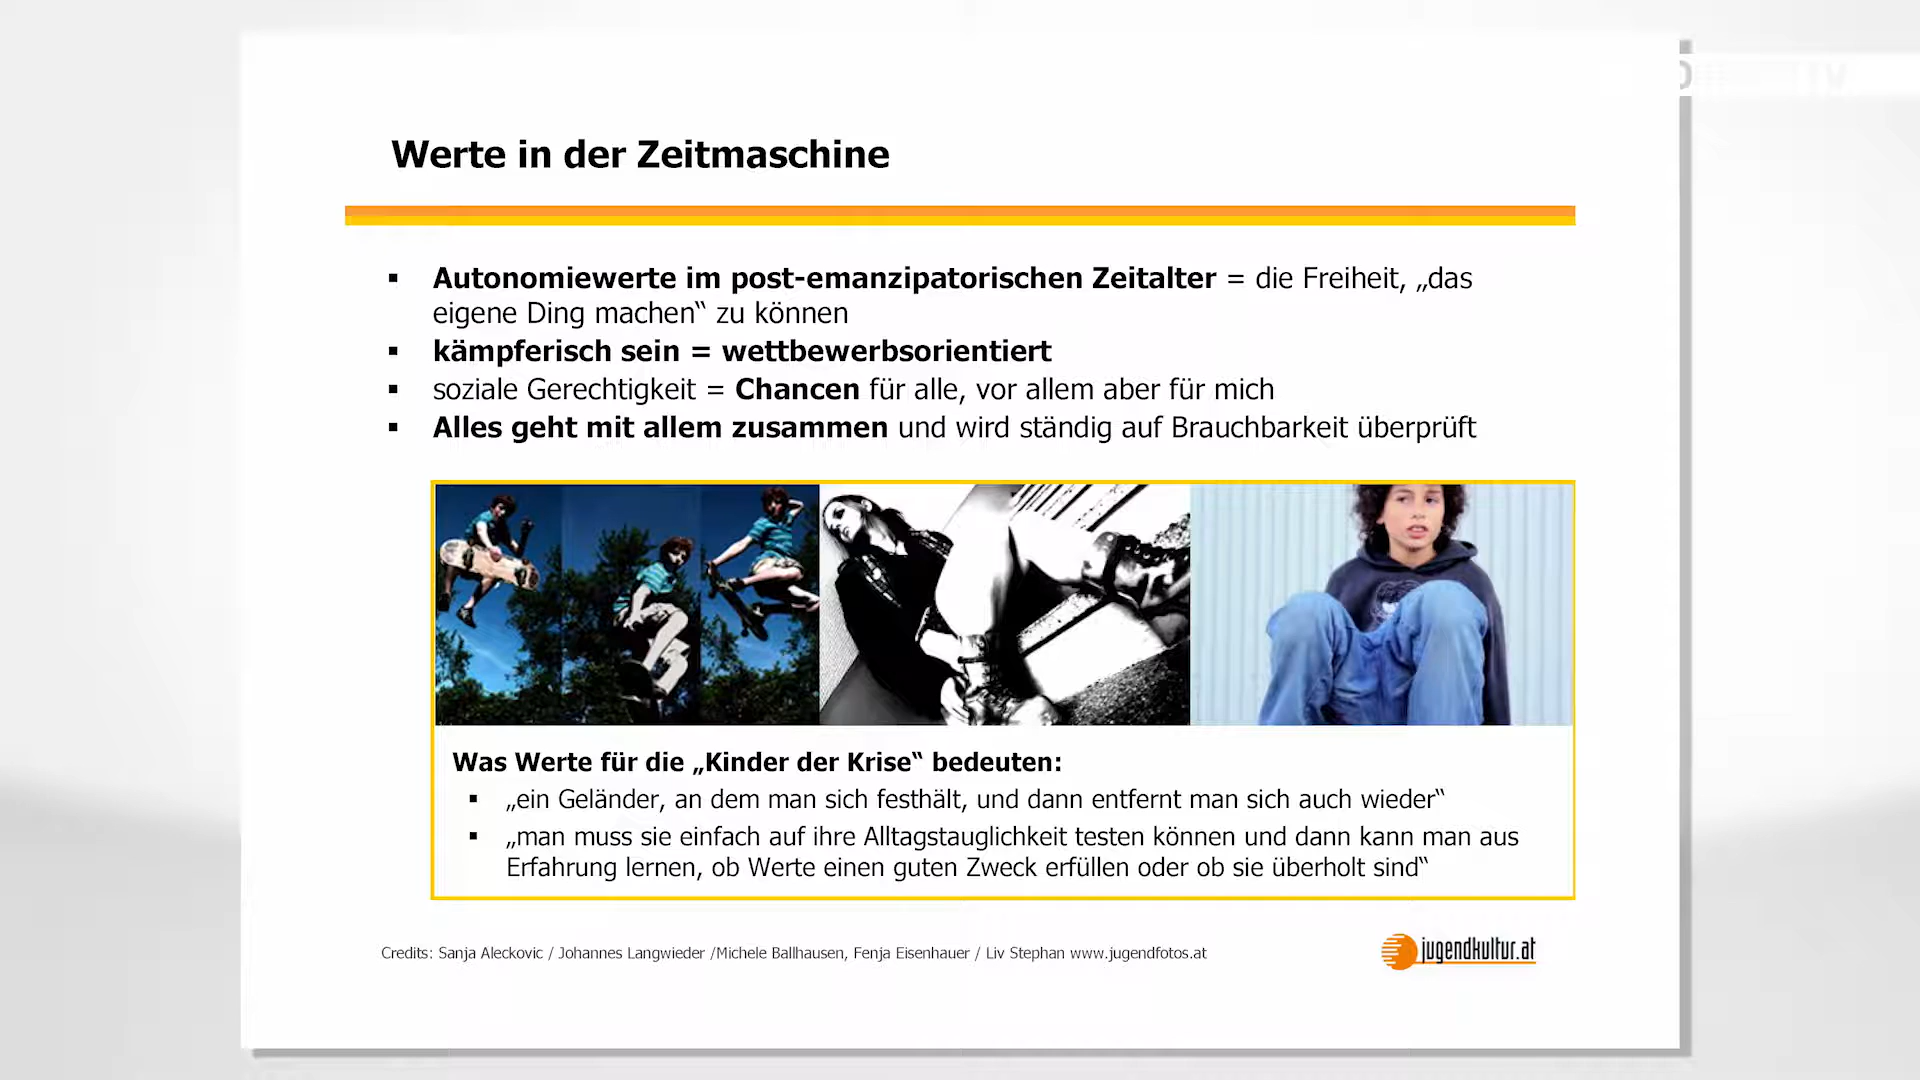 Werte in der Zeitmaschine
▪ Autonomiewerte im post-emanzipatorischen Zeitalter = die Freiheit, „das
eigene Ding machen“ zu können
▪ kämpferisch sein = wettbewerbsorientiert
▪ soziale Gerechtigkeit = Chancen für alle, vor allem aber für mich
▪ Alles geht mit allem zusammen und wird ständig auf Brauchbarkeit überprüft
Was Werte für die „Kinder der Krise“ bedeuten:
▪ „ein Geländer, an dem man sich festhält, und dann entfernt man sich auch wieder“
▪ „man muss sie einfach auf ihre Alltagstauglichkeit testen können und dann kann man aus
Erfahrung lernen, ob Werte einen guten Zweck erfüllen oder ob sie überholt sind“
Credits: Sanja Aleckovic / Johannes Langwieder /Michele Ballhausen, Fenja Eisenhauer / Liv Stephan www.jugendfotos.at
jugendkultur.at